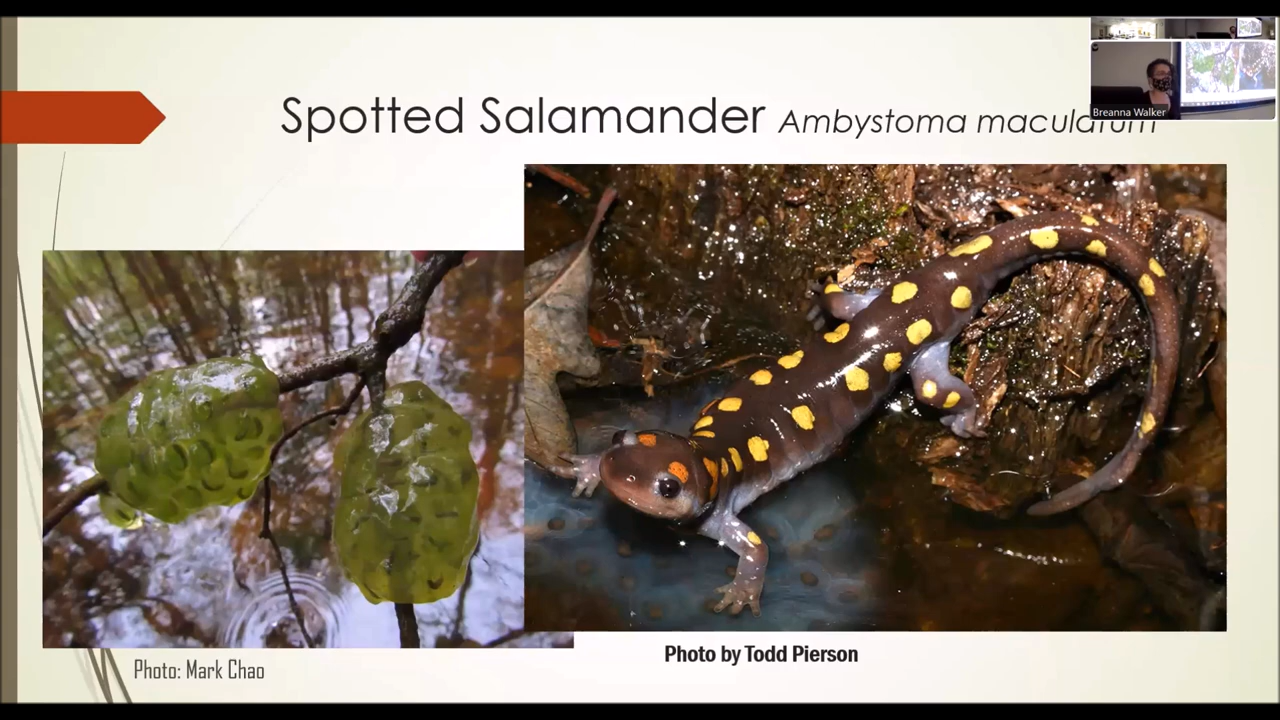 Spotted Salamander Ambystoma maculatum
Breanna Walker
Photo by Todd Pierson
Photo: Mark Chao